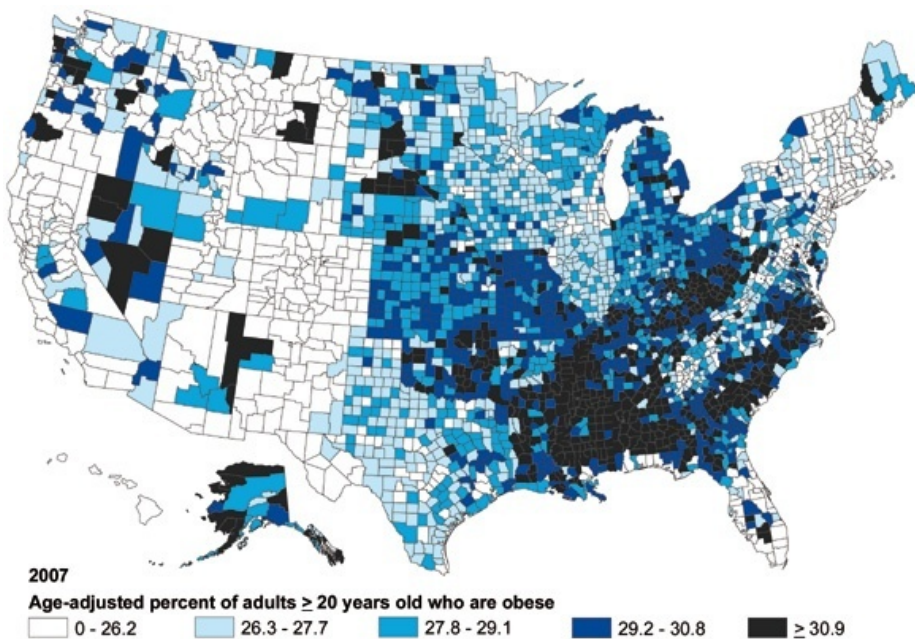 2007
Age-adjusted percent of adults ≥ 20 years old who are obese
0 - 26.2 26.3 - 27.7 27.8 - 29.1 29.2 - 30.8 ≥ 30.9